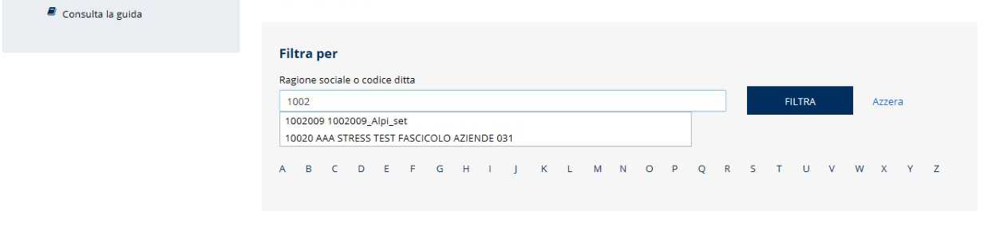 Consulta la guida
Filtra per
Ragione sociale o codice ditta
1002
FILTRA
Azzera
1002009 1002009_Alpi_set
10020 AAA STRESS TEST FASCICOLO AZIENDE 031
A B C D E F G H I J K L M N O P Q R S T U V W X Y Z